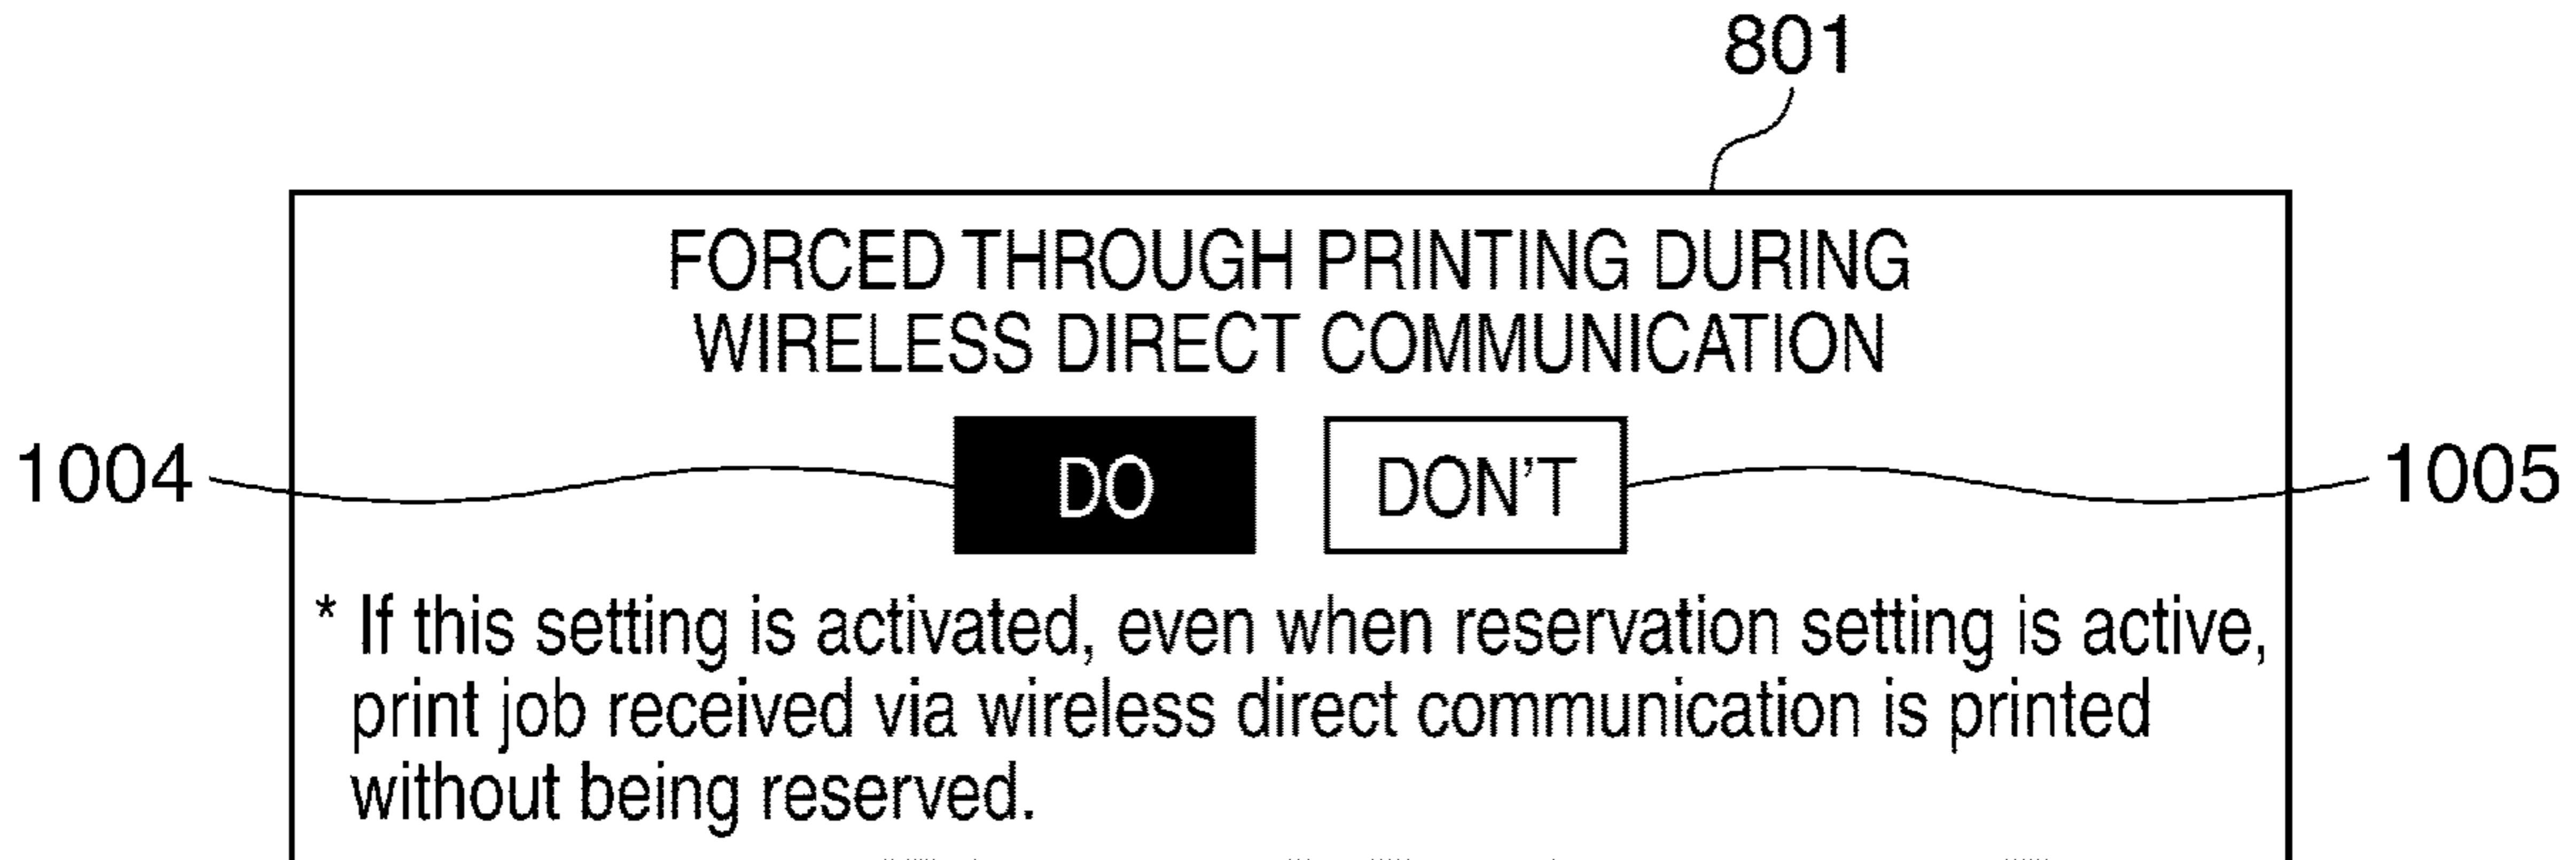 801
FORCED THROUGH PRINTING DURING
WIRELESS DIRECT COMMUNICATION
1004 DO DON'T 1005
* If this setting is activated, even when reservation setting is active,
print job received via wireless direct communication is printed
without being reserved.